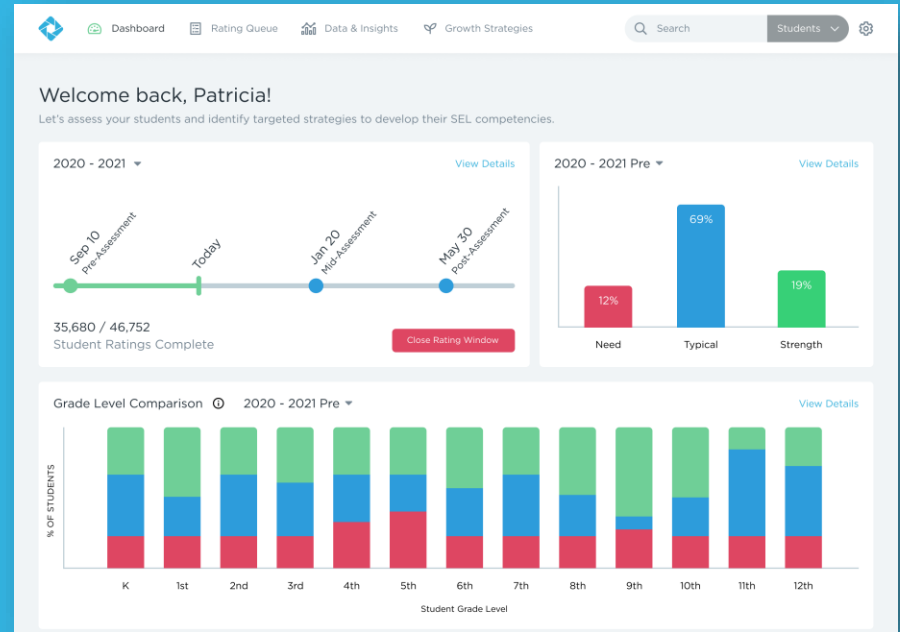 Dashboard
Rating Queue
Data & Insights
Growth Strategies
Search
Students
Welcome back, Patricia!
Let's assess your students and identify targeted strategies to develop their SEL competencies.
2020 - 2021
View Details
Sep 10
Pre-Assessment
Today
Jan 20
Mid-Assessment
May 30
Post-Assessment
35,680 / 46,752
Student Ratings Complete
Close Rating Window
2020 - 2021 Pre
View Details
12%
69%
19%
Need
Typical
Strength
Grade Level Comparison
2020 - 2021 Pre
View Details
% OF STUDENTS
K
1st
2nd
3rd
4th
5th
6th
7th
8th
9th
10th
11th
12th
Student Grade Level